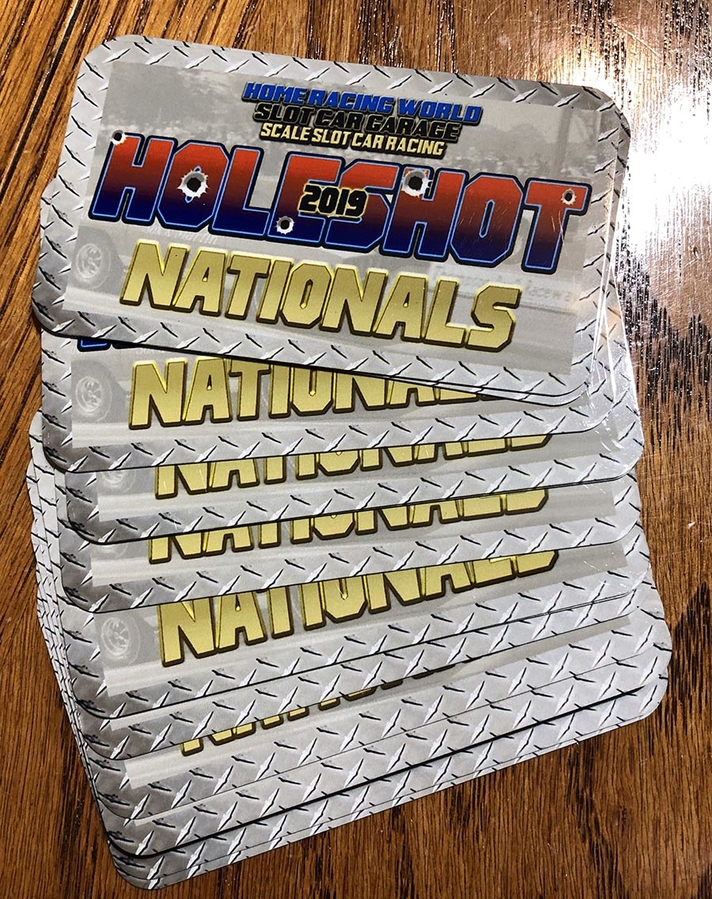 HOME RACING WORLD
SLOT CAR GARAGE
SCALE SLOT CAR RACING
HOLESHOT
2019
NATIONALS
NATIONALS
NATIONALS
NATIONALS
NATIONALS